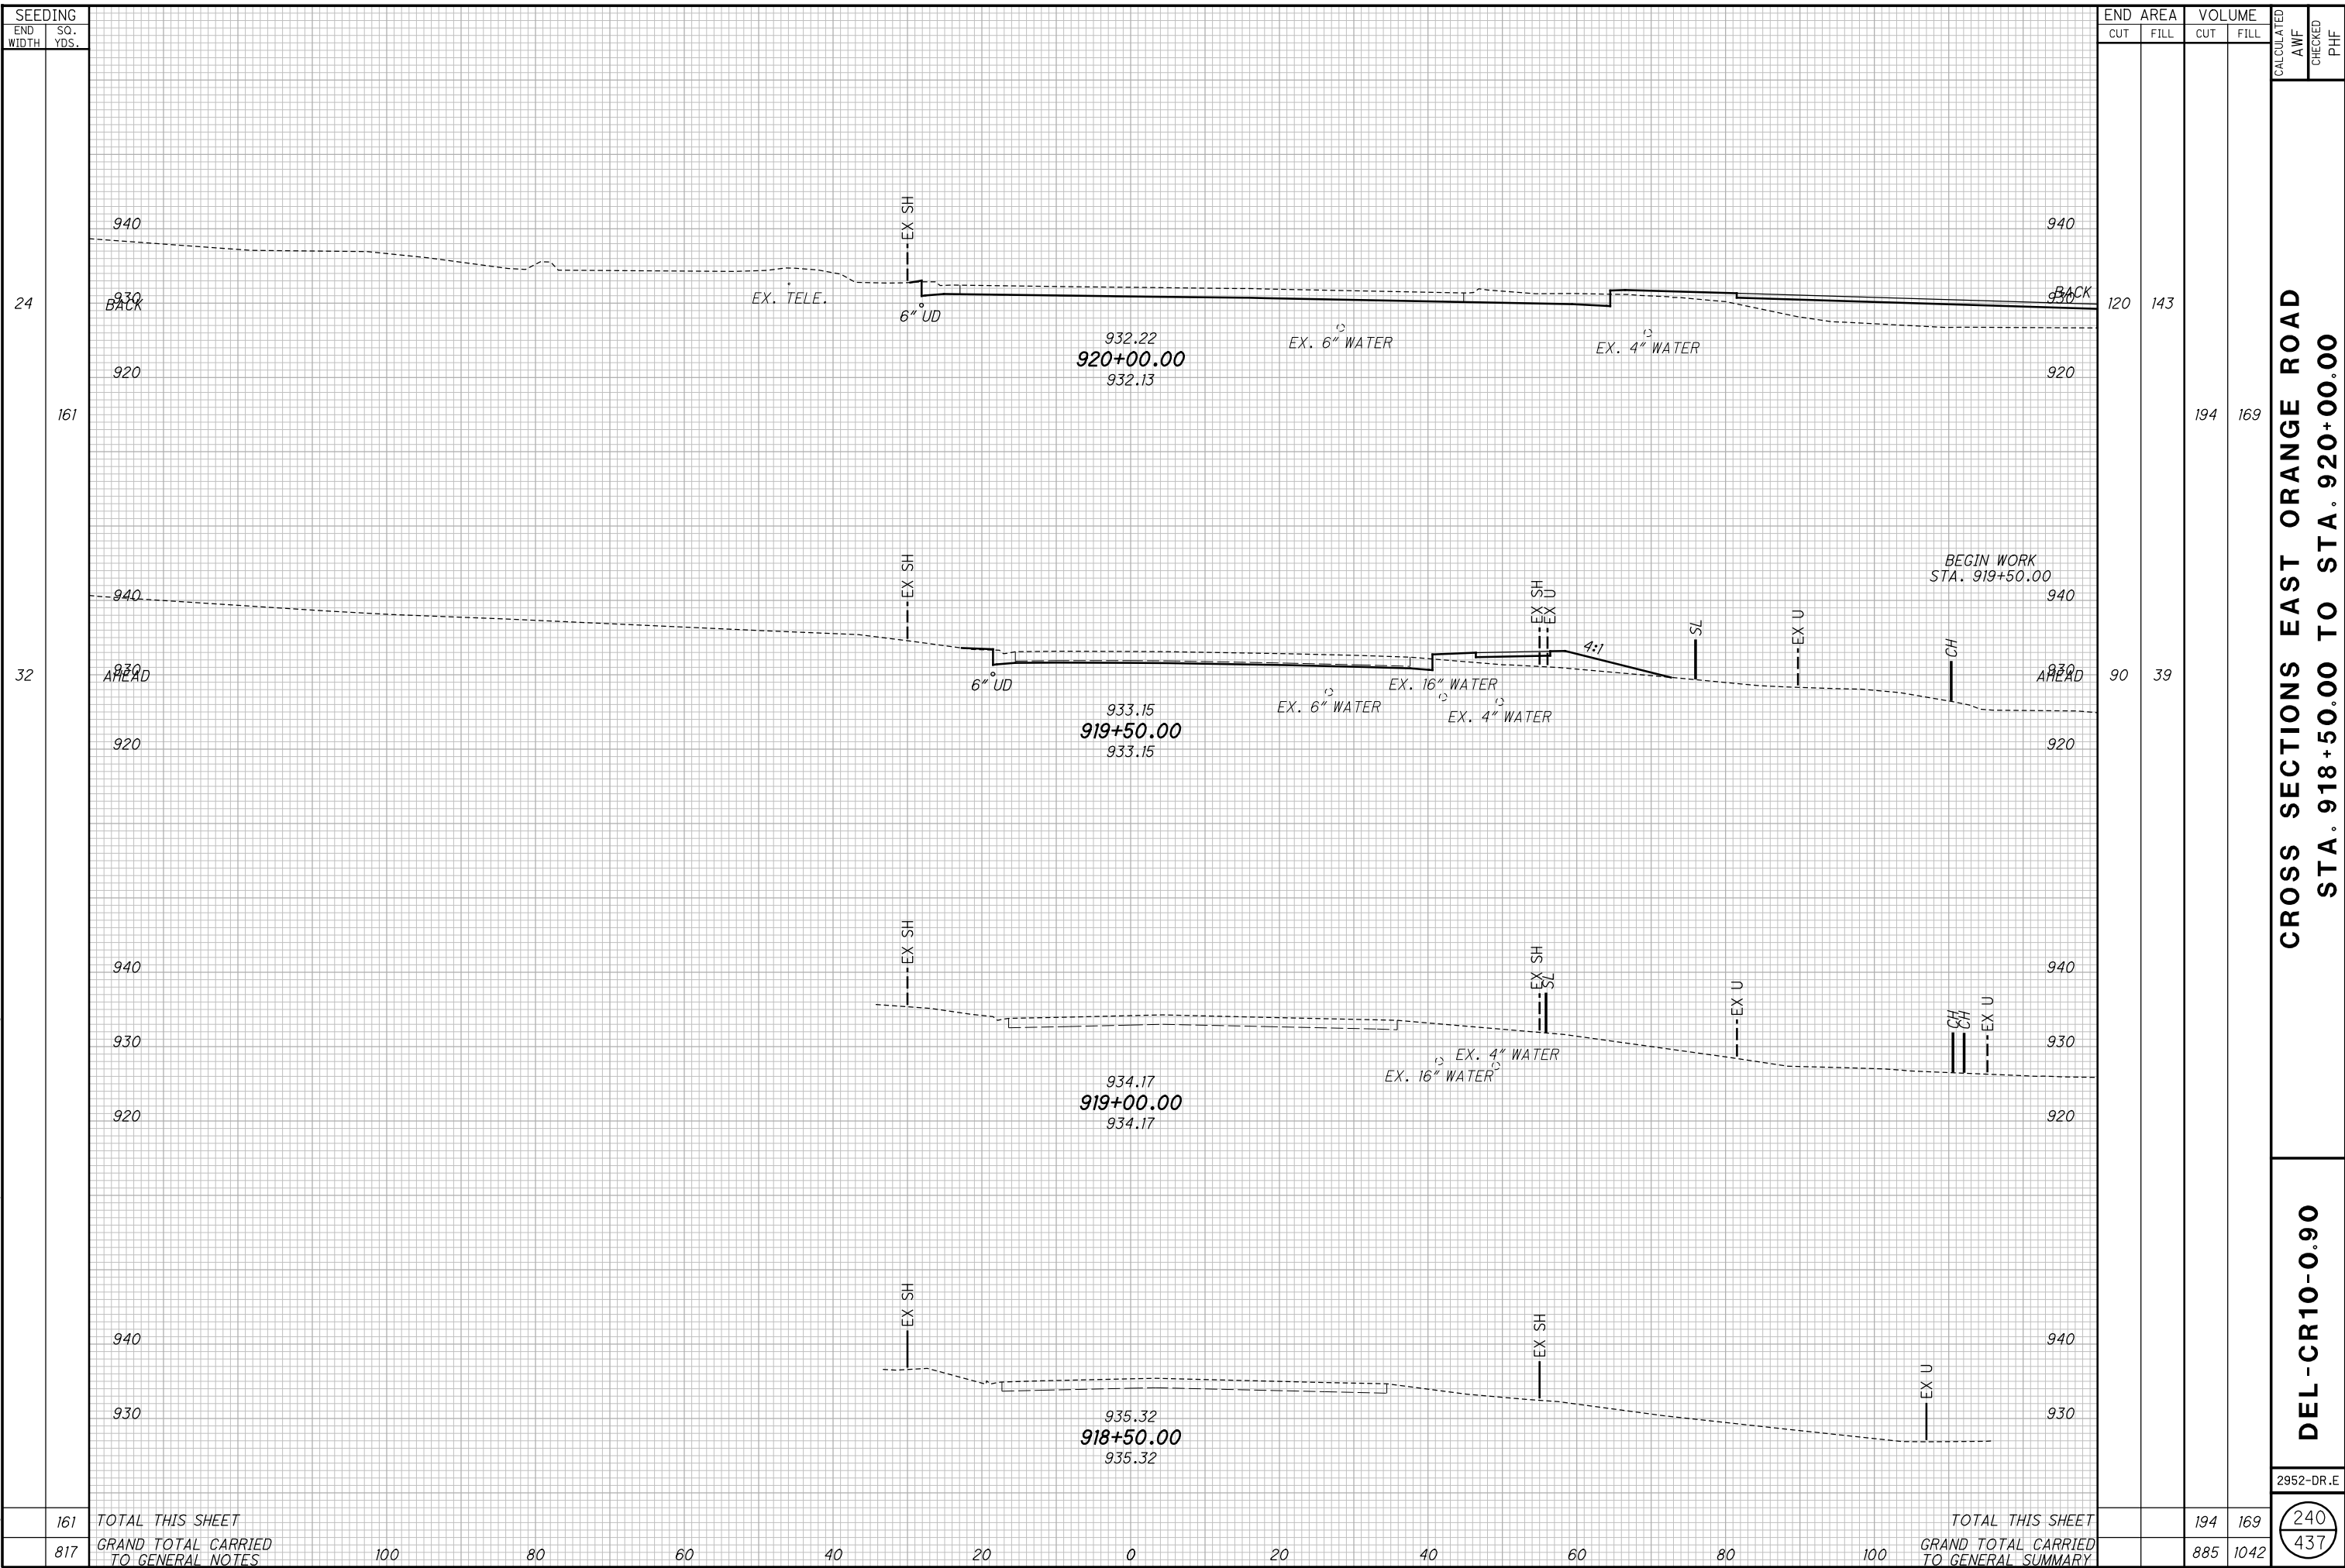 SEEDING
END WIDTH
SQ. YDS.
END AREA
VOLUME
CUT
FILL
CUT
FILL
CALCULATED
AWF
CHECKED
PHF
EX SH
940
940
930
BACK
930
BACK
24
120
143
EX. TELE.
6" UD
EX. 6" WATER
EX. 4" WATER
932.22
920+00.00
932.13
920
920
161
194
169
BEGIN WORK
STA. 919+50.00
EX SH
EX SH
EX U
SL
EX U
CH
940
940
4:1
930
AHEAD
930
AHEAD
32
90
39
6" UD
EX. 16" WATER
EX. 6" WATER
EX. 4" WATER
933.15
919+50.00
933.15
920
920
EX SH
EX SH
SL
EX U
CH
CH
EX U
940
940
930
930
EX. 4" WATER
EX. 16" WATER
934.17
919+00.00
934.17
920
920
EX SH
EX SH
EX U
940
940
930
930
935.32
918+50.00
935.32
161
TOTAL THIS SHEET
TOTAL THIS SHEET
194
169
817
GRAND TOTAL CARRIED
TO GENERAL NOTES
100
80
60
40
20
0
20
40
60
80
100
GRAND TOTAL CARRIED
TO GENERAL SUMMARY
885
1042
CROSS SECTIONS EAST ORANGE ROAD
STA. 918+50.00 TO STA. 920+00.00
DEL-CR10-0.90
2952-DR.E
240
437